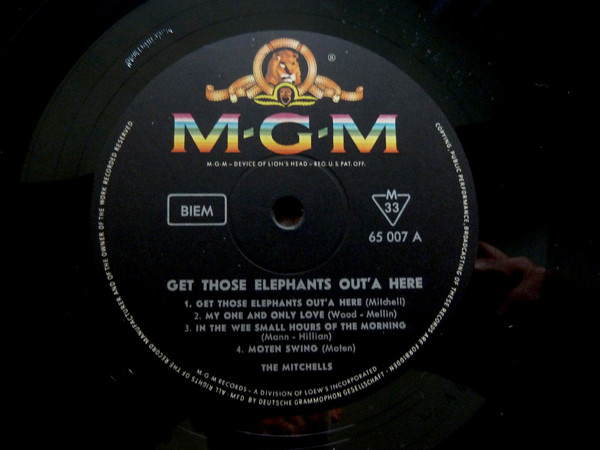 ®
M-G-M
M-G-M – DEVICE OF LION'S HEAD – REG. U.S. PAT. OFF.
BIEM
M
33
65 007 A
GET THOSE ELEPHANTS OUT'A HERE
1. GET THOSE ELEPHANTS OUT'A HERE (Mitchell)
2. MY ONE AND ONLY LOVE (Wood - Mellin)
3. IN THE WEE SMALL HOURS OF THE MORNING
(Mann - Hillian)
4. MOTEN SWING (Moten)
THE MITCHELLS
M-G-M RECORDS – A DIVISION OF LOEW'S INCORPORATED
MFD BY DEUTSCHE GRAMMOPHON GESELLSCHAFT · ALL RIGHTS OF THE RECORD MANUFACTURER AND OF THE OWNER OF THE WORK RECORDED RESERVED
COPYING, PUBLIC PERFORMANCE, BROADCASTING OF THESE RECORDS ARE FORBIDDEN